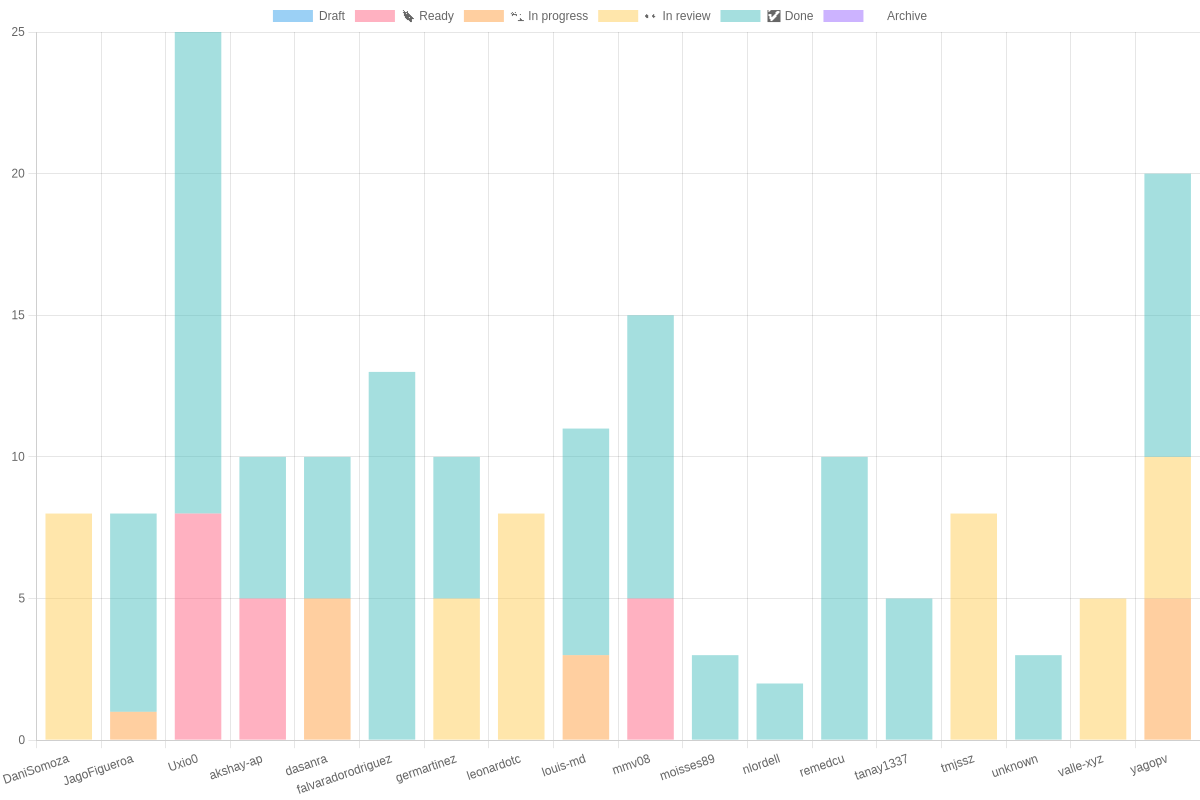 Draft 🔖 Ready 🏗 In progress 👀 In review ✅ Done Archive
25
20
15
10
5
0
DaniSomoza
JagoFigueroa
Uxio0
akshay-ap
dasanra
falvaradorodriguez
germartinez
leonardotc
louis-md
mmv08
moisses89
nlordell
remedcu
tanay1337
tmjssz
unknown
valle-xyz
yagopv